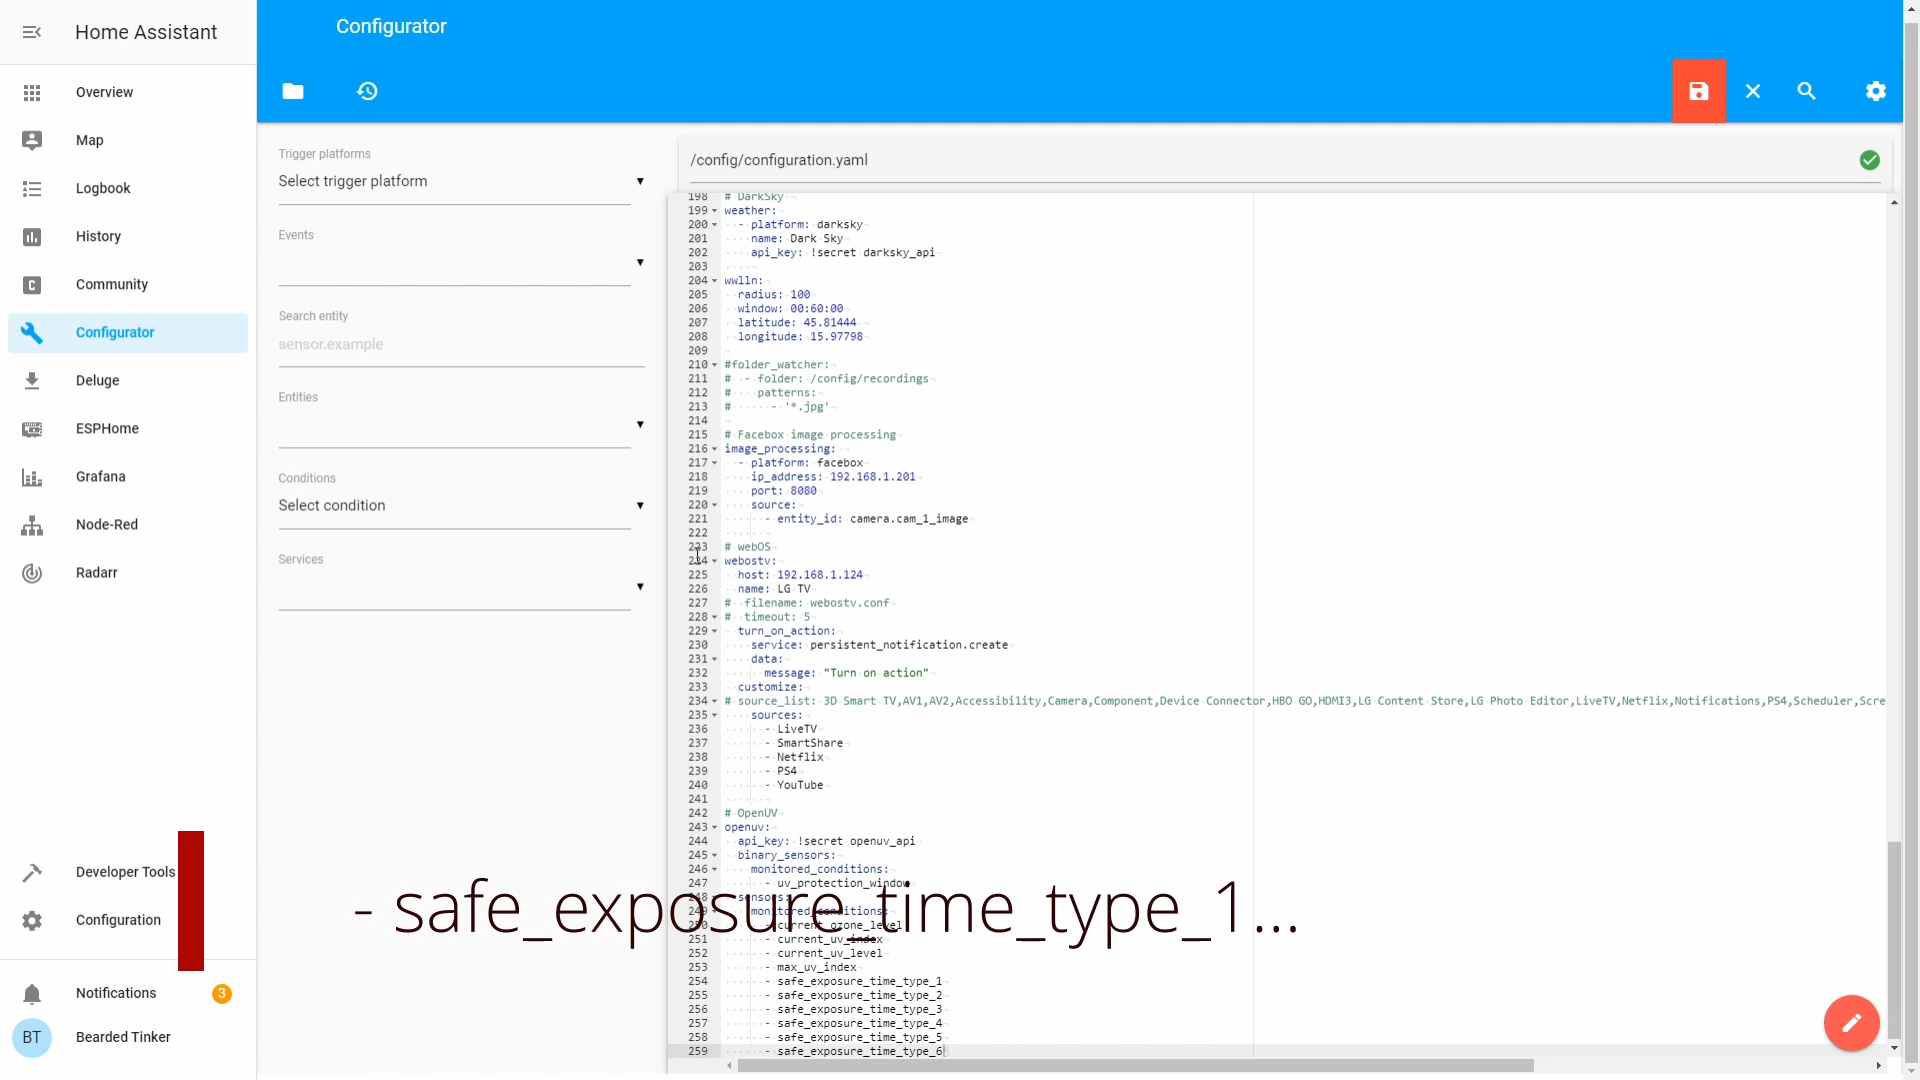 Home Assistant
Overview
Map
Logbook
History
Community
Configurator
Deluge
ESPHome
Grafana
Node-Red
Radarr
Developer Tools
Configuration
Notifications
3
BT
Bearded Tinker
Configurator
Trigger platforms
Select trigger platform
Events
Search entity
sensor.example
Entities
Conditions
Select condition
Services
/config/configuration.yaml
198 # DarkSky
199 weather:
200 - platform: darksky
201 name: Dark Sky
202 api_key: !secret darksky_api
203
204 wwlln:
205 radius: 100
206 window: 00:60:00
207 latitude: 45.81444
208 longitude: 15.97798
209
210 #folder_watcher:
211 # - folder: /config/recordings
212 # patterns:
213 # - '*.jpg'
214
215 # Facebox image processing
216 image_processing:
217 - platform: facebox
218 ip_address: 192.168.1.201
219 port: 8080
220 source:
221 - entity_id: camera.cam_1_image
222
223 # webOS
224 webostv:
225 host: 192.168.1.124
226 name: LG TV
227 # filename: webostv.conf
228 # timeout: 5
229 turn_on_action:
230 service: persistent_notification.create
231 data:
232 message: "Turn on action"
233 customize:
234 # source_list: 3D Smart TV,AV1,AV2,Accessibility,Camera,Component,Device Connector,HBO GO,HDMI3,LG Content Store,LG Photo Editor,LiveTV,Netflix,Notifications,PS4,Scheduler,Scre
235 sources:
236 - LiveTV
237 - SmartShare
238 - Netflix
239 - PS4
240 - YouTube
241
242 # OpenUV
243 openuv:
244 api_key: !secret openuv_api
245 binary_sensors:
246 monitored_conditions:
247 - uv_protection_window
248 sensors:
249 monitored_conditions:
250 - current_ozone_level
251 - current_uv_index
252 - current_uv_level
253 - max_uv_index
254 - safe_exposure_time_type_1
255 - safe_exposure_time_type_2
256 - safe_exposure_time_type_3
257 - safe_exposure_time_type_4
258 - safe_exposure_time_type_5
259 - safe_exposure_time_type_6
- safe_exposure_time_type_1...